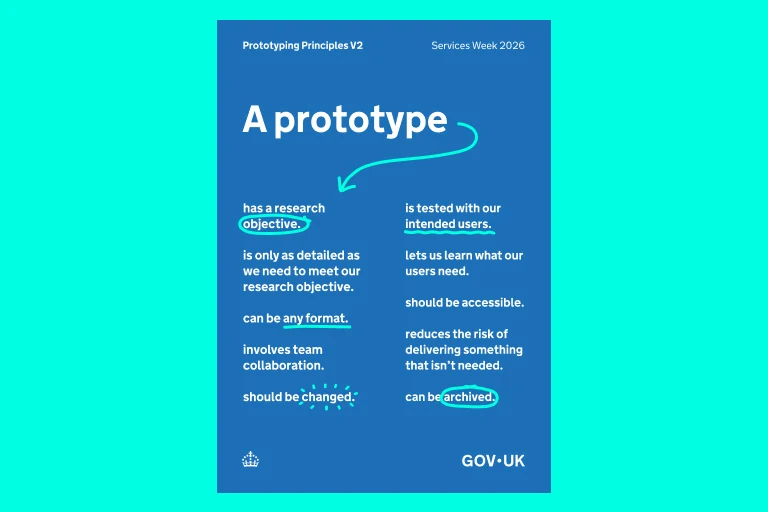 Prototyping Principles V2
Services Week 2026
A prototype
has a research
objective.
is only as detailed as
we need to meet our
research objective.
can be any format.
involves team
collaboration.
should be changed.
is tested with our
intended users.
lets us learn what our
users need.
should be accessible.
reduces the risk of
delivering something
that isn’t needed.
can be archived.
GOV•UK